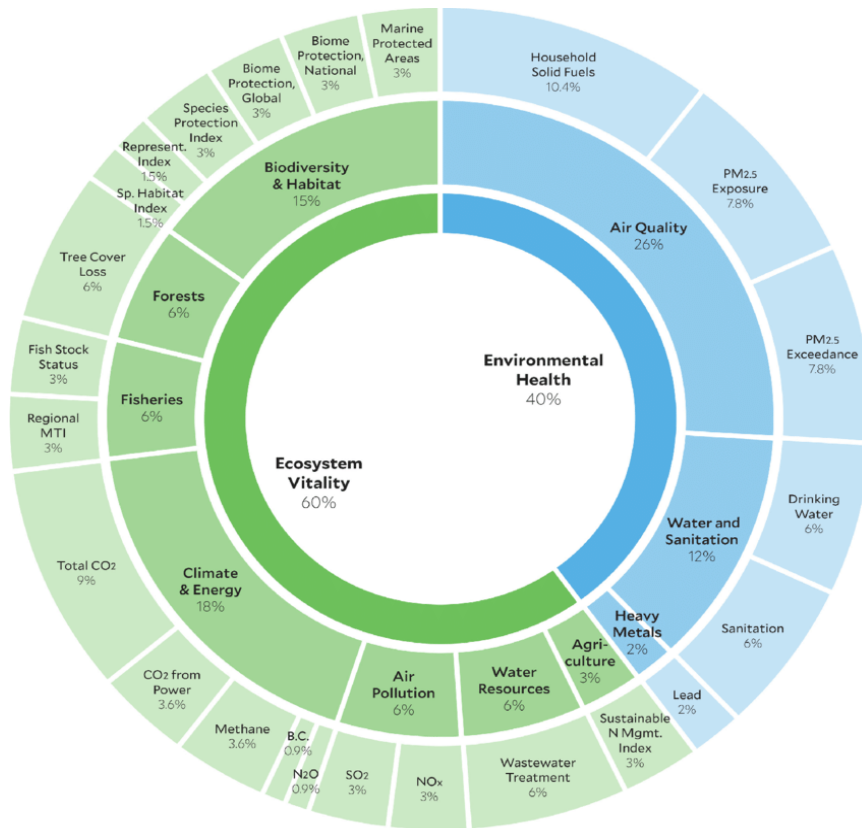 Marine
Protected
Areas
3%
Household
Solid Fuels
10.4%
PM2.5
Exposure
7.8%
PM2.5
Exceedance
7.8%
Drinking
Water
6%
Sanitation
6%
Lead
2%
Sustainable
N Mgmt.
Index
3%
Wastewater
Treatment
6%
NOx
3%
SO2
3%
N2O
0.9%
B.C.
0.9%
Methane
3.6%
CO2 from
Power
3.6%
Total CO2
9%
Regional
MTI
3%
Fish Stock
Status
3%
Tree Cover
Loss
6%
Sp. Habitat
Index
1.5%
Represent.
Index
1.5%
Species
Protection
Index
3%
Biome
Protection,
Global
3%
Biome
Protection,
National
3%
Biodiversity
& Habitat
15%
Air Quality
26%
Water and
Sanitation
12%
Heavy
Metals
2%
Agri-
culture
3%
Water
Resources
6%
Air
Pollution
6%
Climate
& Energy
18%
Fisheries
6%
Forests
6%
Environmental
Health
40%
Ecosystem
Vitality
60%